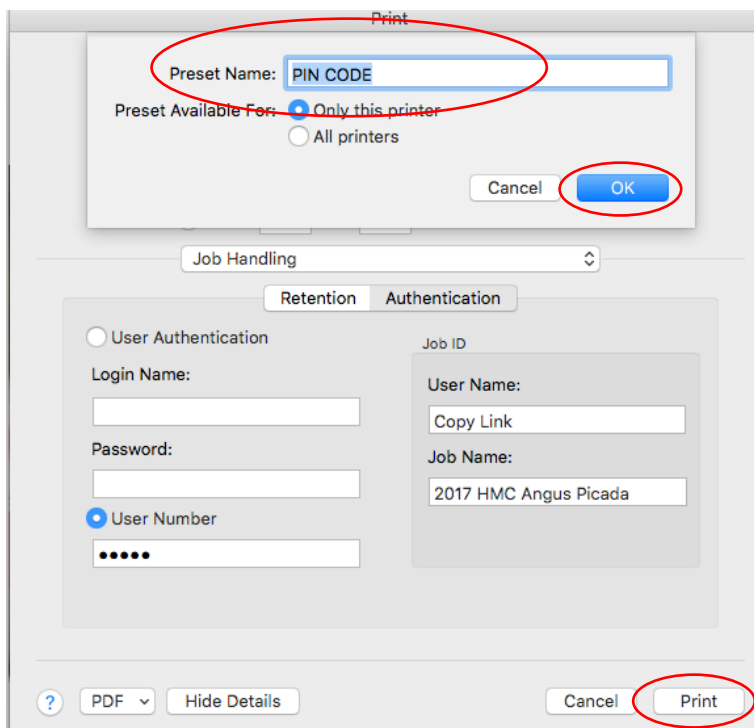 Print
Preset Name: PIN CODE
Preset Available For: Only this printer
All printers
Cancel OK
Job Handling
Retention Authentication
User Authentication
Job ID
Login Name:
User Name:
Copy Link
Password:
Job Name:
2017 HMC Angus Picada
User Number
•••••
? PDF Hide Details Cancel Print